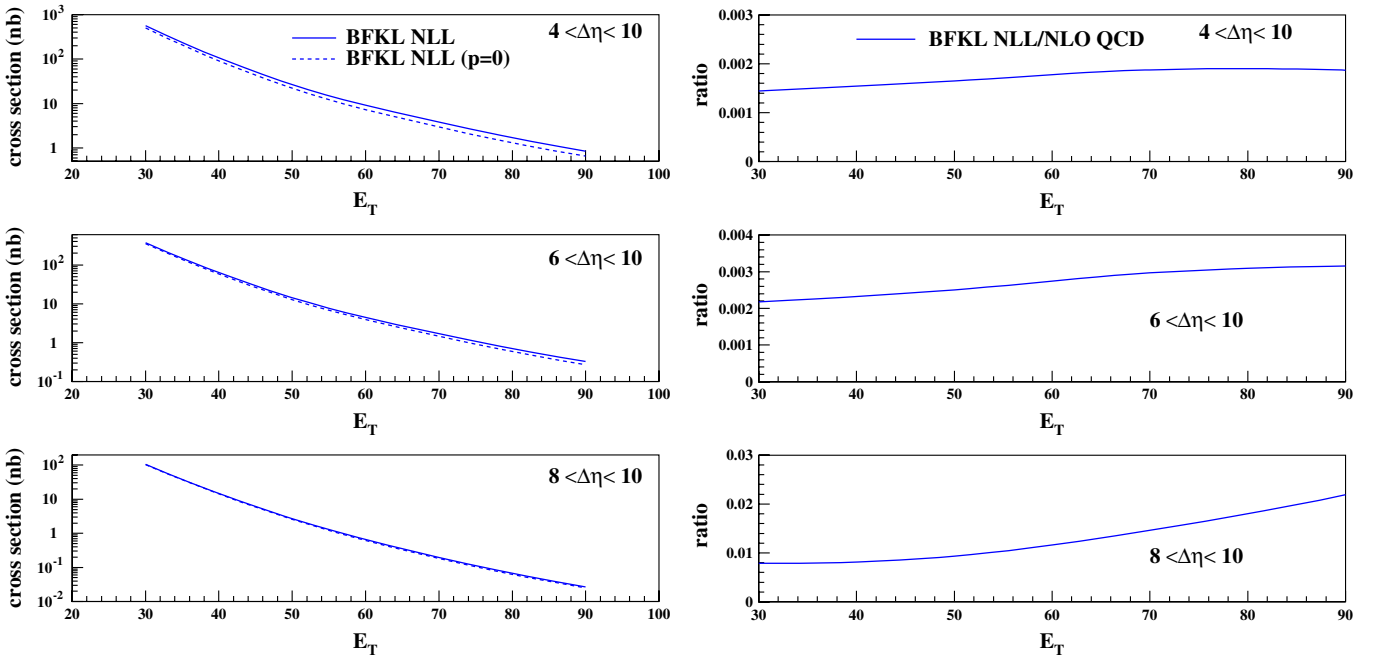 cross section (nb)
10³
10²
10
1
BFKL NLL
BFKL NLL (p=0)
4 <Δη< 10
20 30 40 50 60 70 80 90 100
E_T
ratio
0.003
0.002
0.001
0
BFKL NLL/NLO QCD
4 <Δη< 10
30 40 50 60 70 80 90
E_T
cross section (nb)
10²
10
1
10⁻¹
6 <Δη< 10
20 30 40 50 60 70 80 90 100
E_T
ratio
0.004
0.003
0.002
0.001
0
6 <Δη< 10
30 40 50 60 70 80 90
E_T
cross section (nb)
10²
10
1
10⁻¹
10⁻²
8 <Δη< 10
20 30 40 50 60 70 80 90 100
E_T
ratio
0.03
0.02
0.01
0
8 <Δη< 10
30 40 50 60 70 80 90
E_T